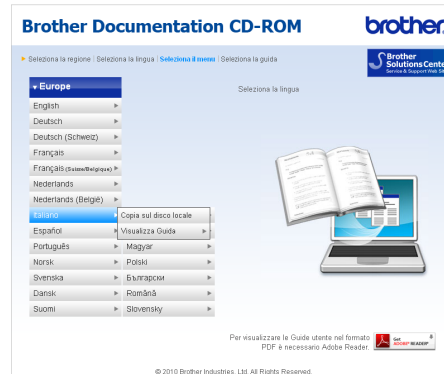 Brother Documentation CD-ROM
brother.
Seleziona la regione | Seleziona la lingua | Seleziona il menu | Seleziona la guida
Brother
Solutions Center
Service & Support Web Site
Europe
Seleziona la lingua
English
Deutsch
Deutsch (Schweiz)
Français
Français (Suisse/Belgique)
Nederlands
Nederlands (België)
Italiano
Copia sul disco locale
Español
Visualizza Guida
Português
Magyar
Norsk
Polski
Svenska
Български
Dansk
Română
Suomi
Slovensky
Per visualizzare le Guide utente nel formato
PDF è necessario Adobe Reader.
Get
ADOBE® READER®
© 2010 Brother Industries, Ltd. All Rights Reserved.